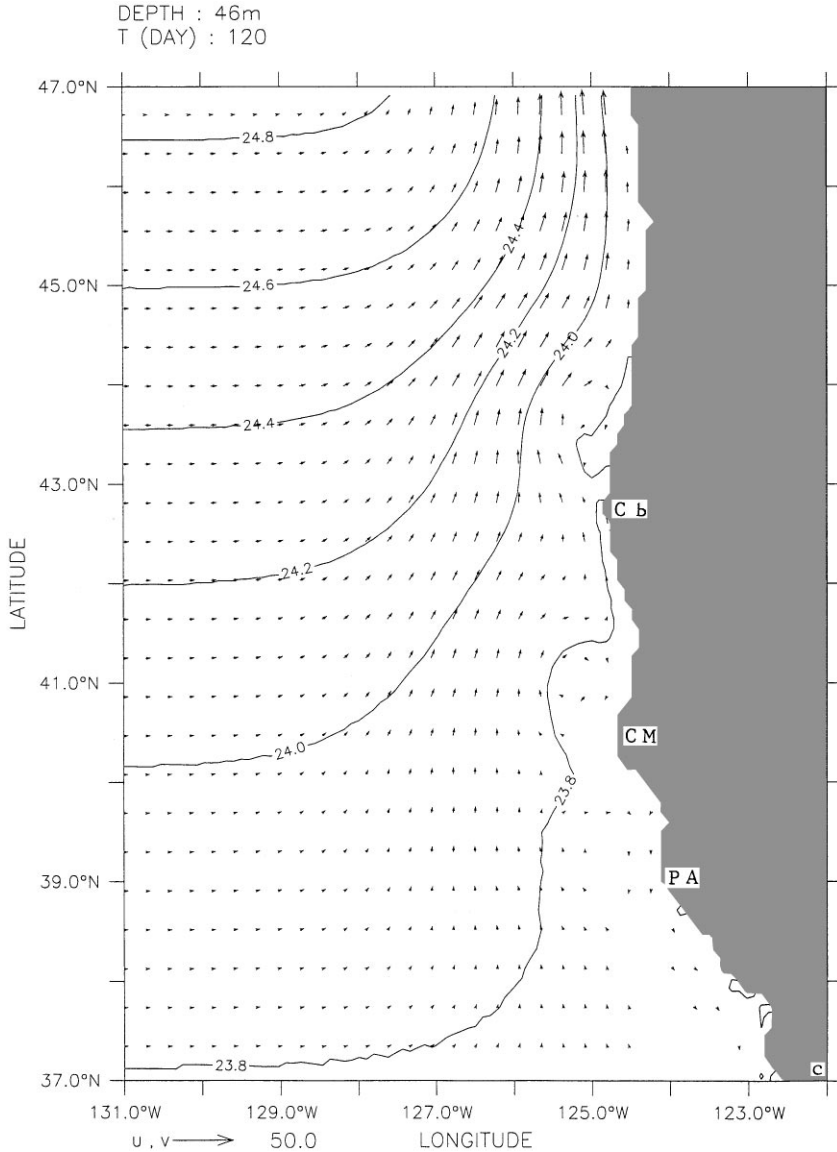 DEPTH : 46m
T (DAY) : 120
47.0°N
24.8
24.4
45.0°N
24.6
24.2
24.0
24.4
43.0°N
C b
24.2
LATITUDE
41.0°N
C M
24.0
23.8
39.0°N
P A
23.8
37.0°N
c
131.0°W
129.0°W
127.0°W
125.0°W
123.0°W
u , v
50.0
LONGITUDE